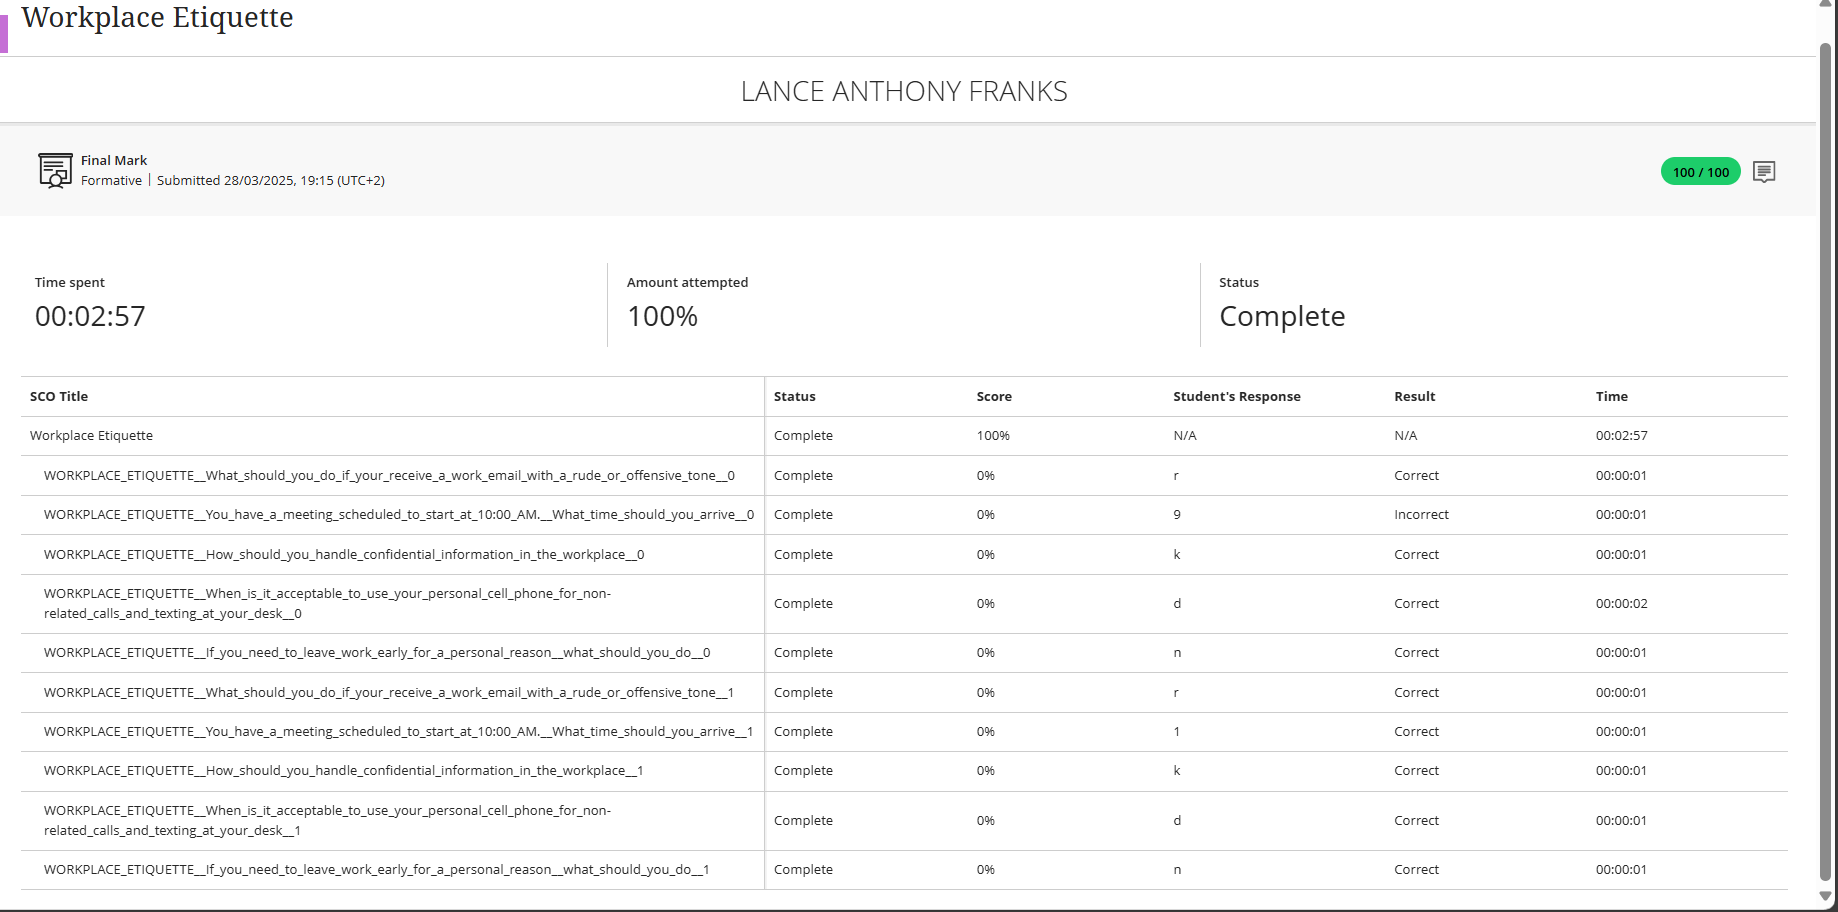 Workplace Etiquette
LANCE ANTHONY FRANKS
Final Mark
Formative | Submitted 28/03/2025, 19:15 (UTC+2)
100 / 100
Time spent
00:02:57
Amount attempted
100%
Status
Complete
SCO Title Status Score Student's Response Result Time
Workplace Etiquette Complete 100% N/A N/A 00:02:57
WORKPLACE_ETIQUETTE__What_should_you_do_if_your_receive_a_work_email_with_a_rude_or_offensive_tone__0 Complete 0% r Correct 00:00:01
WORKPLACE_ETIQUETTE__You_have_a_meeting_scheduled_to_start_at_10:00_AM.__What_time_should_you_arrive__0 Complete 0% 9 Incorrect 00:00:01
WORKPLACE_ETIQUETTE__How_should_you_handle_confidential_information_in_the_workplace__0 Complete 0% k Correct 00:00:01
WORKPLACE_ETIQUETTE__When_is_it_acceptable_to_use_your_personal_cell_phone_for_non-
related_calls_and_texting_at_your_desk__0 Complete 0% d Correct 00:00:02
WORKPLACE_ETIQUETTE__If_you_need_to_leave_work_early_for_a_personal_reason__what_should_you_do__0 Complete 0% n Correct 00:00:01
WORKPLACE_ETIQUETTE__What_should_you_do_if_your_receive_a_work_email_with_a_rude_or_offensive_tone__1 Complete 0% r Correct 00:00:01
WORKPLACE_ETIQUETTE__You_have_a_meeting_scheduled_to_start_at_10:00_AM.__What_time_should_you_arrive__1 Complete 0% 1 Correct 00:00:01
WORKPLACE_ETIQUETTE__How_should_you_handle_confidential_information_in_the_workplace__1 Complete 0% k Correct 00:00:01
WORKPLACE_ETIQUETTE__When_is_it_acceptable_to_use_your_personal_cell_phone_for_non-
related_calls_and_texting_at_your_desk__1 Complete 0% d Correct 00:00:01
WORKPLACE_ETIQUETTE__If_you_need_to_leave_work_early_for_a_personal_reason__what_should_you_do__1 Complete 0% n Correct 00:00:01